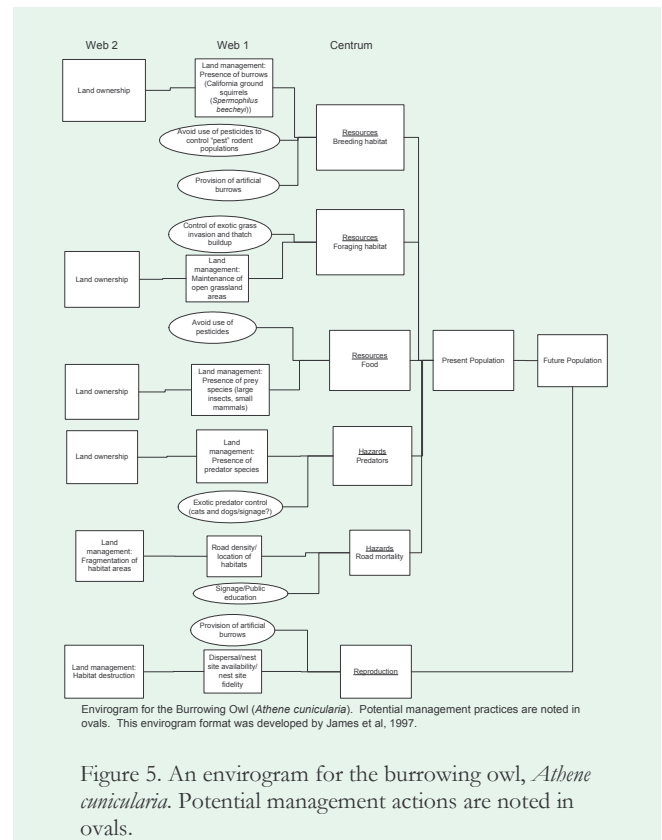 Web 2
Web 1
Centrum
Land ownership
Land management:
Presence of burrows
(California ground
squirrels
(Spermophilus
beecheyi))
Avoid use of pesticides to
control "pest" rodent
populations
Provision of artificial
burrows
Resources
Breeding habitat
Control of exotic grass
invasion and thatch
buildup
Land ownership
Land
management:
Maintenance of
open grassland
areas
Resources
Foraging habitat
Avoid use of
pesticides
Land ownership
Land management:
Presence of prey
species (large
insects, small
mammals)
Resources
Food
Present Population
Future Population
Land ownership
Land
management:
Presence of
predator species
Exotic predator control
(cats and dogs/signage?)
Hazards
Predators
Land
management:
Fragmentation of
habitat areas
Road density/
location of
habitats
Signage/Public
education
Hazards
Road mortality
Provision of artificial
burrows
Land management:
Habitat destruction
Dispersal/nest
site availability/
nest site
fidelity
Reproduction
Envirogram for the Burrowing Owl (Athene cunicularia). Potential management practices are noted in
ovals. This envirogram format was developed by James et al, 1997.
Figure 5. An envirogram for the burrowing owl, Athene
cunicularia. Potential management actions are noted in
ovals.